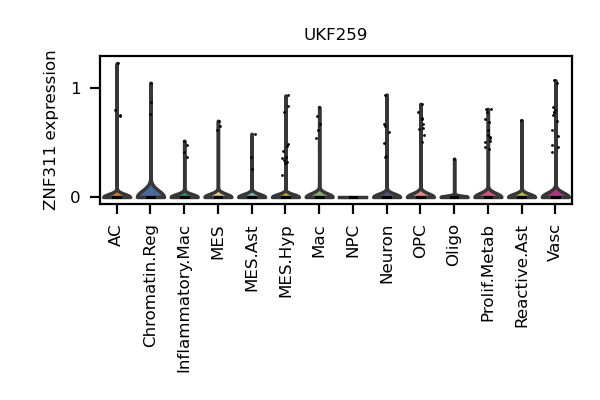 UKF259
ZNF311 expression
1
0
AC
Chromatin.Reg
Inflammatory.Mac
MES
MES.Ast
MES.Hyp
Mac
NPC
Neuron
OPC
Oligo
Prolif.Metab
Reactive.Ast
Vasc